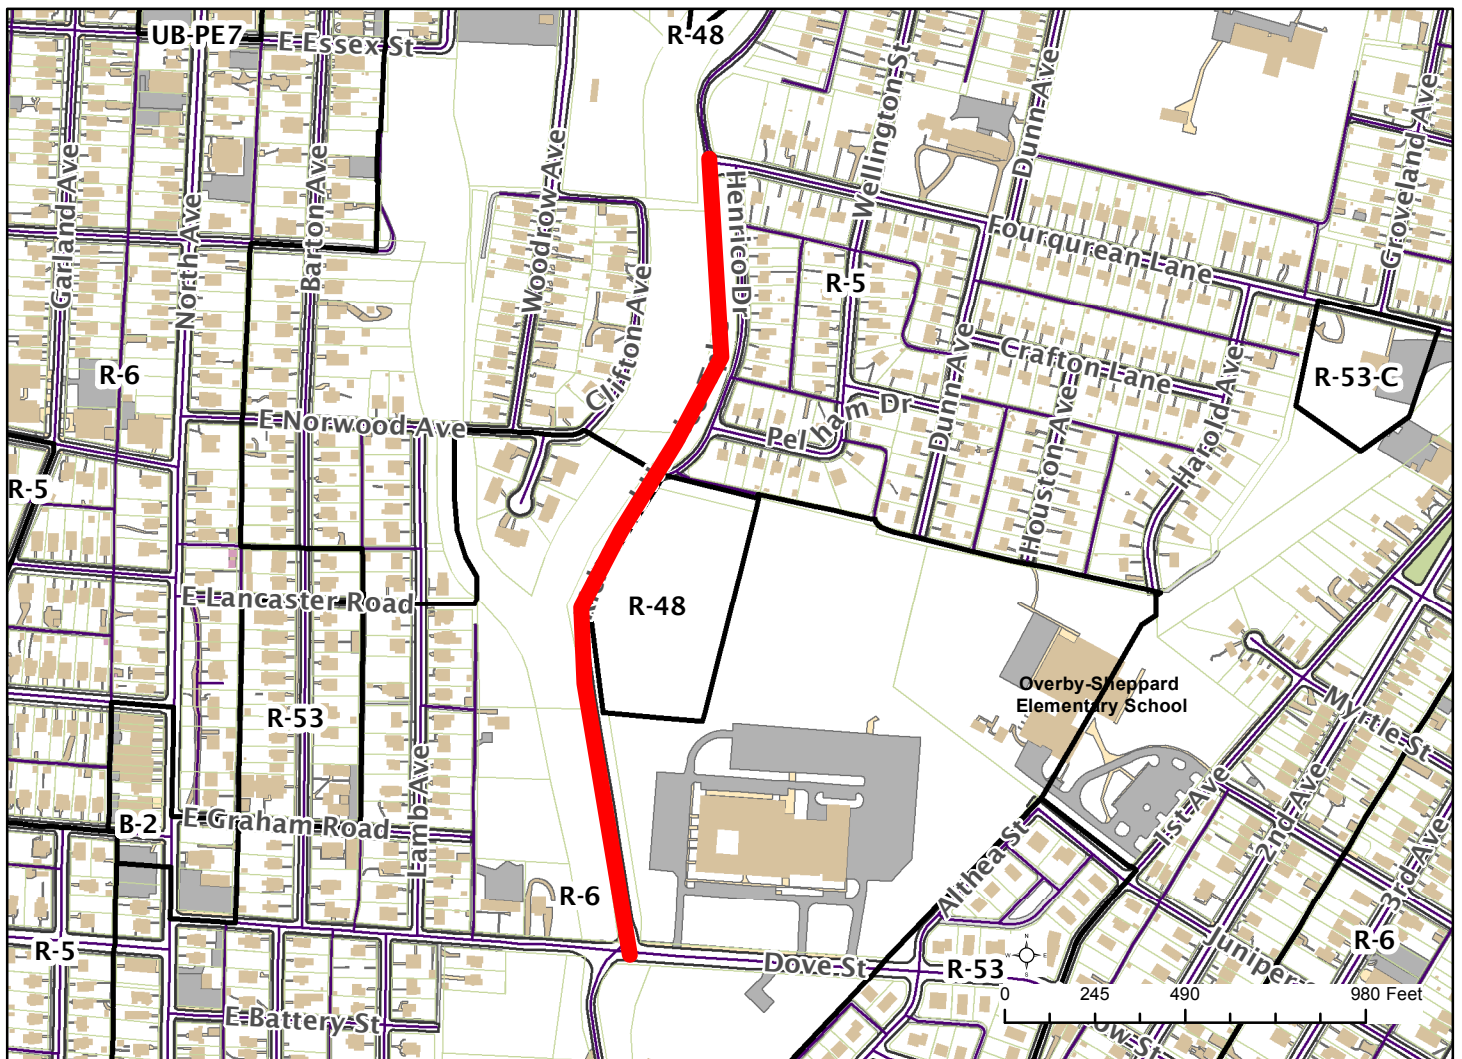 UB-PE7
E Essex St
R-48
Garland Ave
North Ave
Barton Ave
Woodrow Ave
Clifton Ave
Henrico Dr
Wellington St
Dunn Ave
Groveland Ave
Fourqurean Lane
R-5
R-6
Crafton Lane
R-53-C
E Norwood Ave
Pelham Dr
Dunn Ave
Houston Ave
Harold Ave
R-5
E Lancaster Road
R-48
Overby-Sheppard
Elementary School
Myrtle St
R-53
Lamb Ave
B-2
E Graham Road
1st Ave
2nd Ave
3rd Ave
Althea St
R-6
R-5
Dove St
R-53
N
W
E
S
Juniper
R-6
E Battery St
0 245 490 980 Feet
ow St